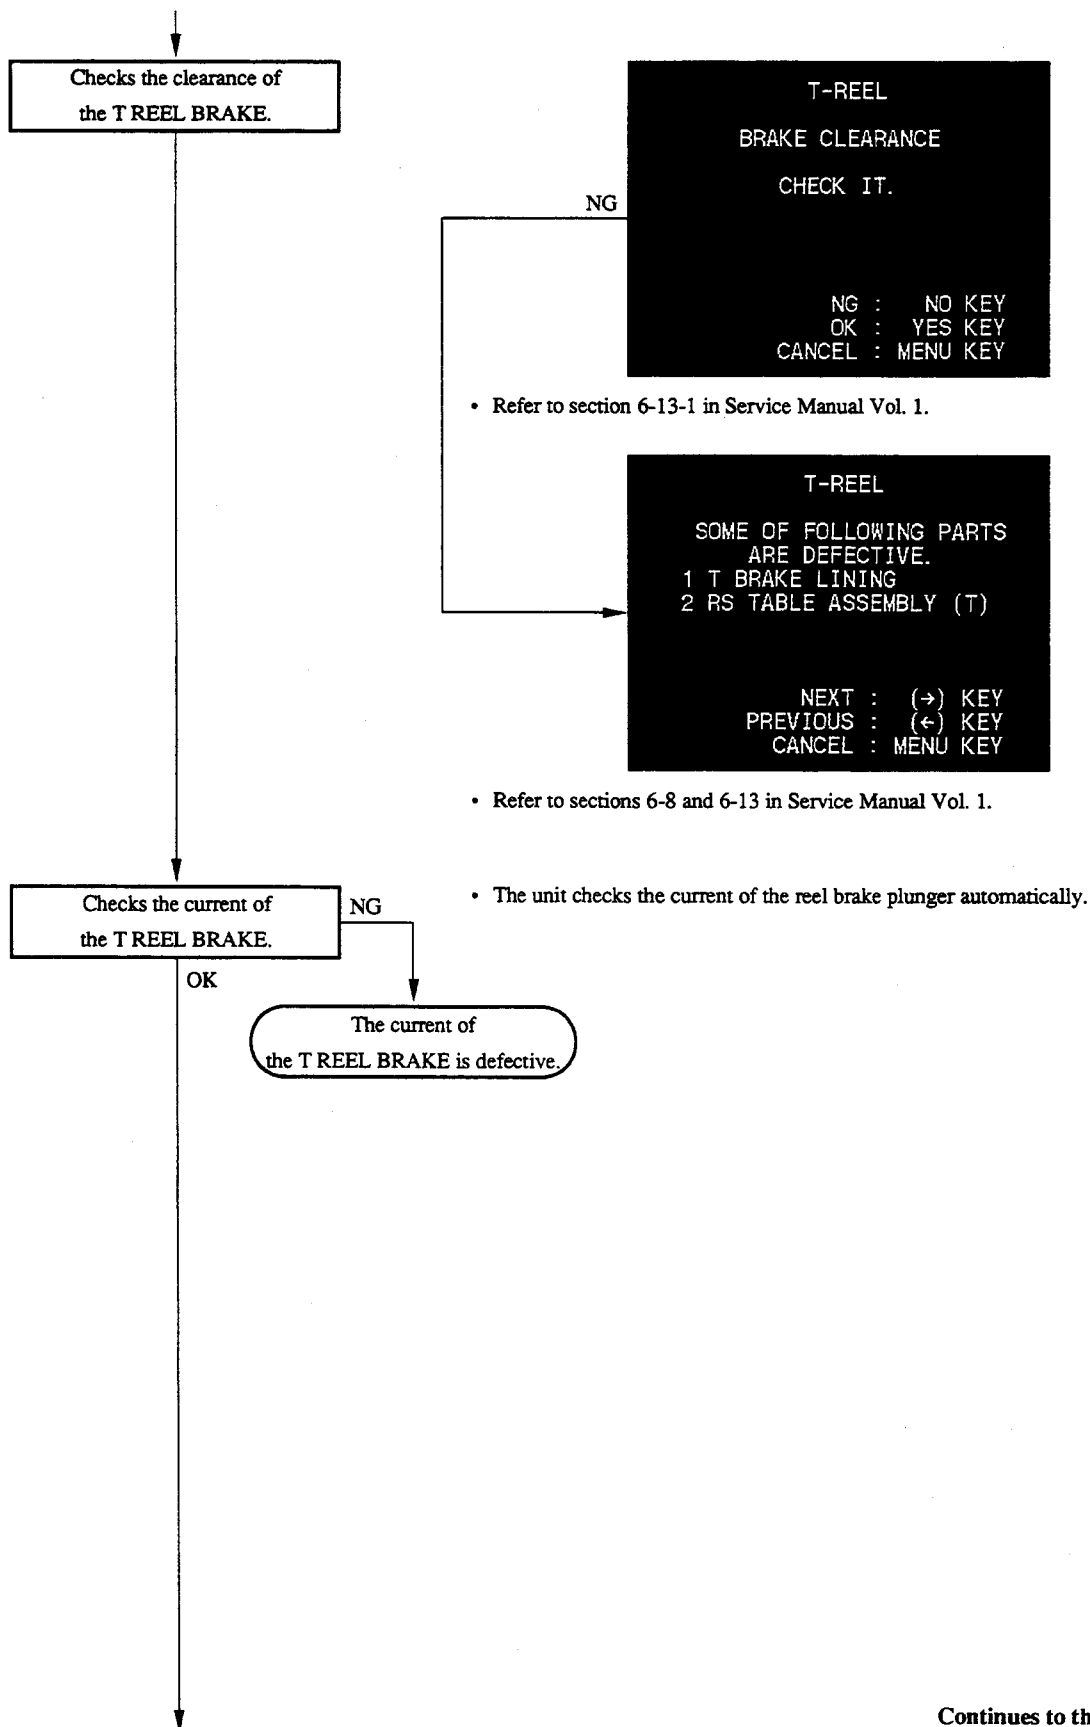 Checks the clearance of
the T REEL BRAKE.
T-REEL
BRAKE CLEARANCE
CHECK IT.
NG
NG : NO KEY
OK : YES KEY
CANCEL : MENU KEY
• Refer to section 6-13-1 in Service Manual Vol. 1.
T-REEL
SOME OF FOLLOWING PARTS
ARE DEFECTIVE.
1 T BRAKE LINING
2 RS TABLE ASSEMBLY (T)
NEXT : (→) KEY
PREVIOUS : (←) KEY
CANCEL : MENU KEY
• Refer to sections 6-8 and 6-13 in Service Manual Vol. 1.
Checks the current of
the T REEL BRAKE.
NG
• The unit checks the current of the reel brake plunger automatically.
OK
The current of
the T REEL BRAKE is defective.
Continues to